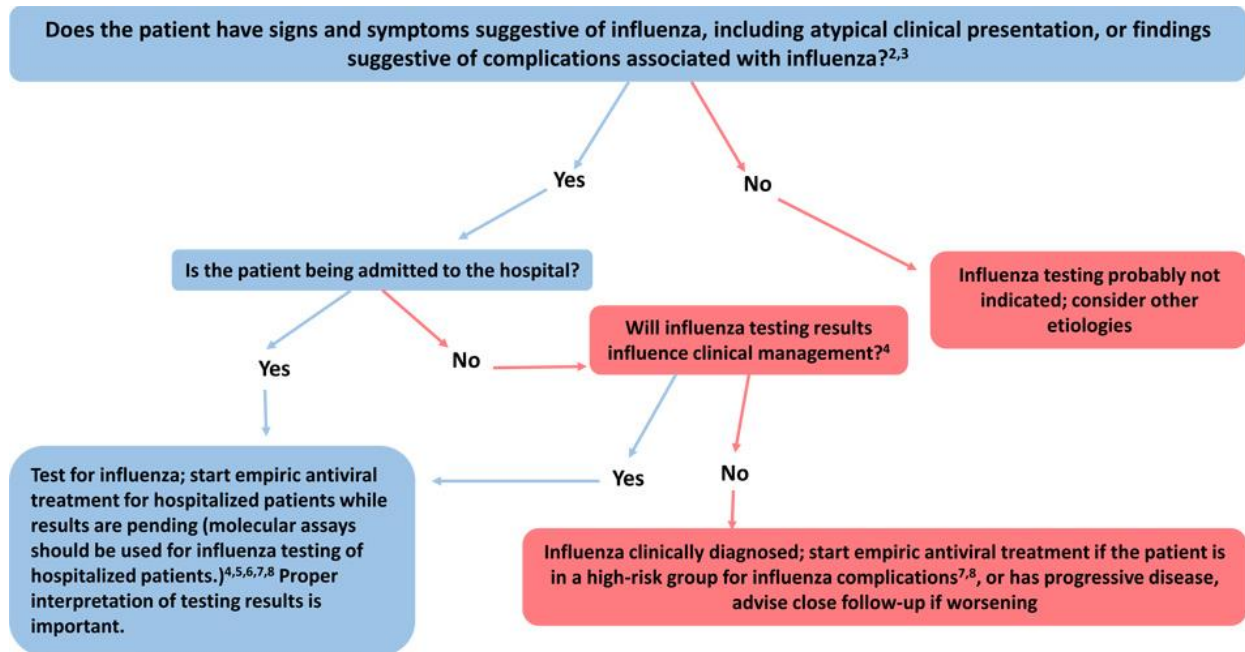 Does the patient have signs and symptoms suggestive of influenza, including atypical clinical presentation, or findings
suggestive of complications associated with influenza?2,3
Yes
No
Is the patient being admitted to the hospital?
Influenza testing probably not
indicated; consider other
etiologies
Will influenza testing results
influence clinical management?4
Yes
No
Test for influenza; start empiric antiviral
treatment for hospitalized patients while
results are pending (molecular assays
should be used for influenza testing of
hospitalized patients.)4,5,6,7,8 Proper
interpretation of testing results is
important.
Yes
No
Influenza clinically diagnosed; start empiric antiviral treatment if the patient is
in a high-risk group for influenza complications7,8, or has progressive disease,
advise close follow-up if worsening